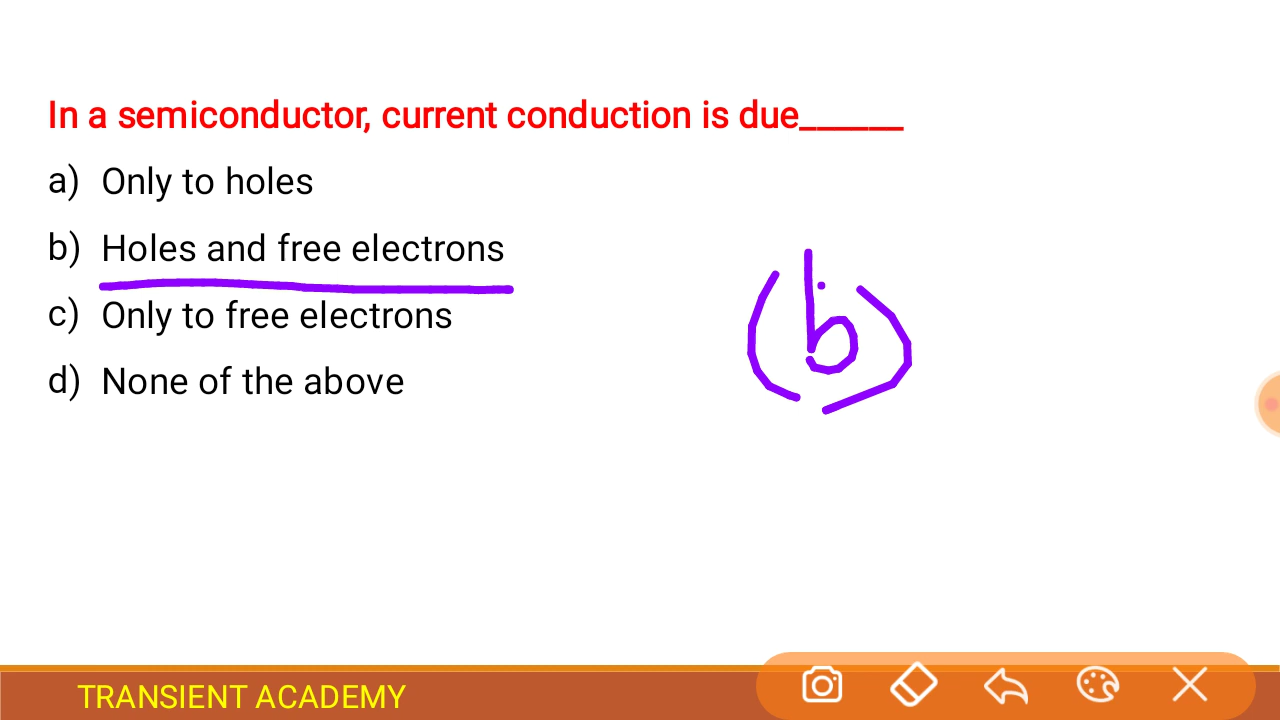 In a semiconductor, current conduction is due______
a) Only to holes
b) Holes and free electrons
c) Only to free electrons
d) None of the above
(b)
TRANSIENT ACADEMY